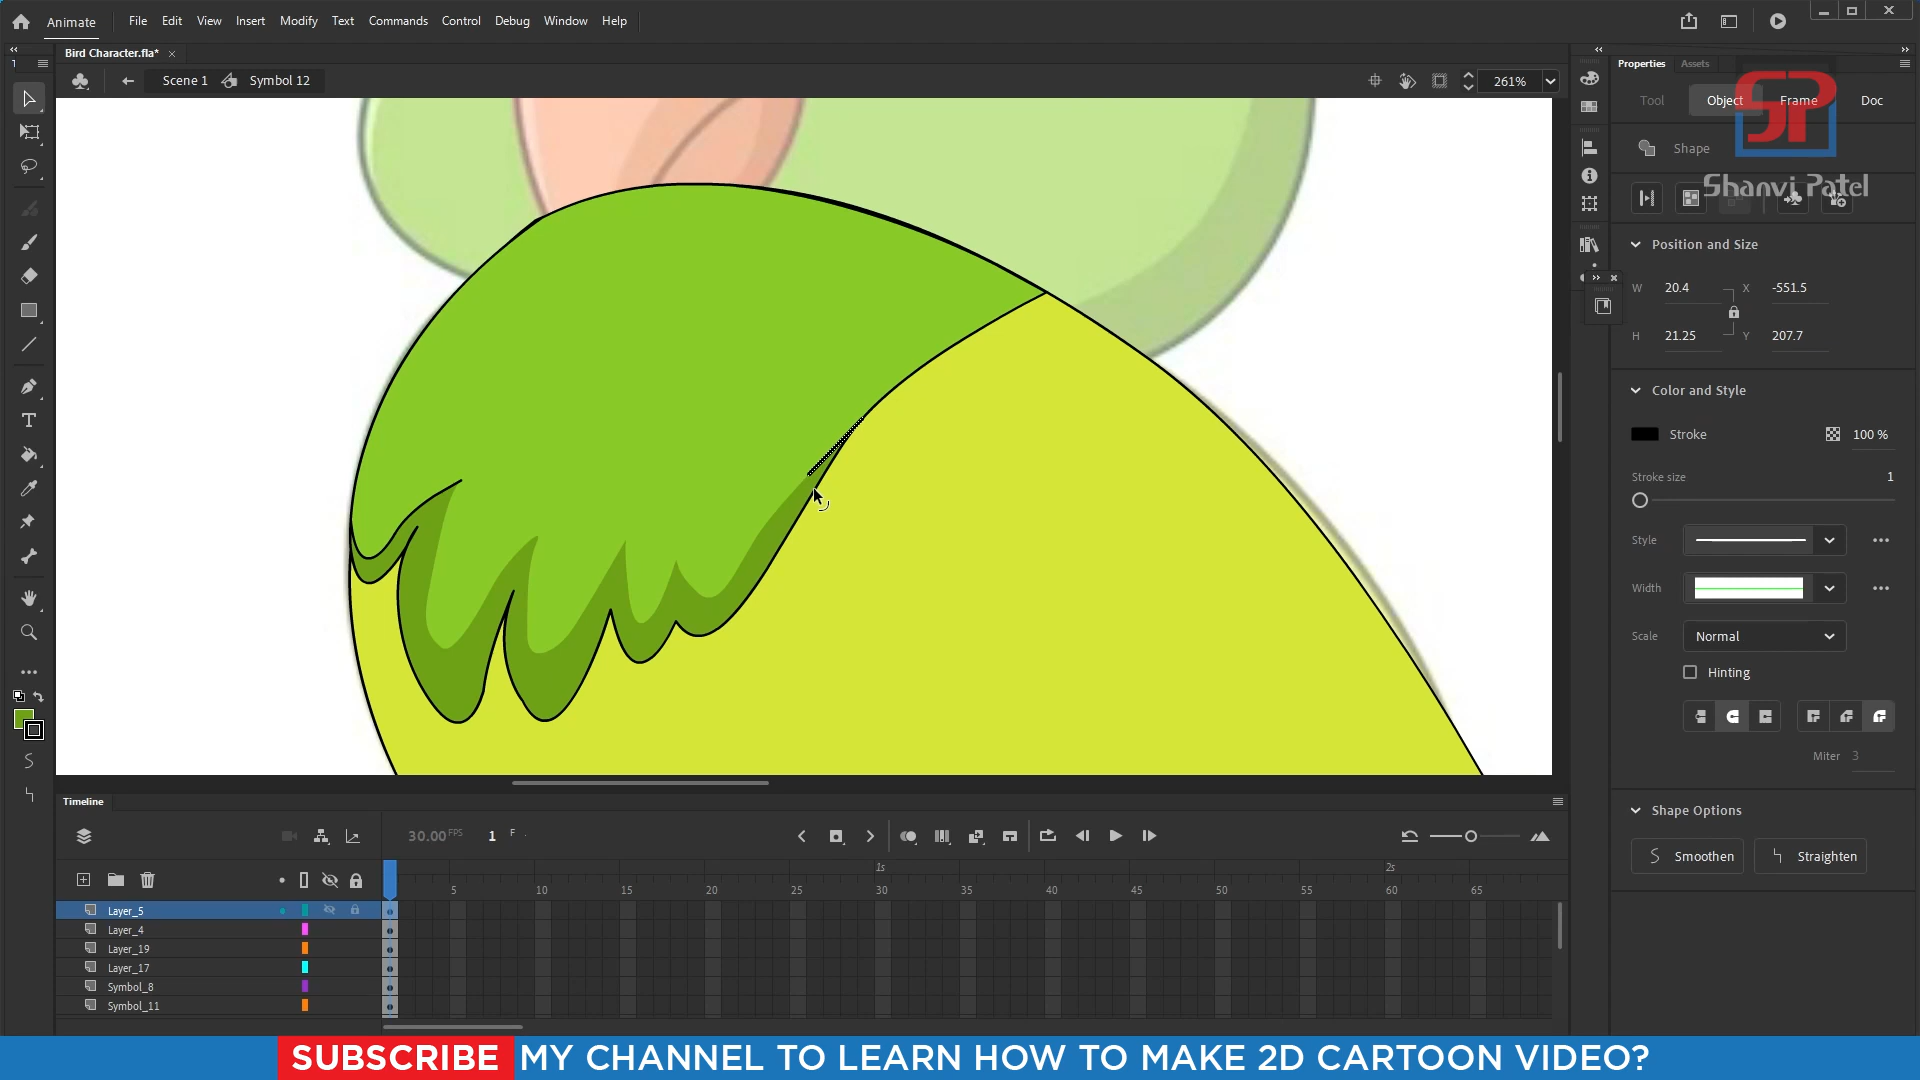 Animate File Edit View Insert Modify Text Commands Control Debug Window Help
Bird Character.fla* ×
Properties Assets
Scene 1 Symbol 12 261%
Tool Object Frame Doc
SP
Shape
Shanvi Patel
Position and Size
W 20.4 X -551.5
H 21.25 Y 207.7
Color and Style
Stroke 100 %
Stroke size 1
Style
Width
Scale Normal
Hinting
Miter 3
Shape Options
Smoothen Straighten
Timeline
30.00 FPS 1 F
1s 2s
5 10 15 20 25 30 35 40 45 50 55 60 65
Layer_5
Layer_4
Layer_19
Layer_17
Symbol_8
Symbol_11
SUBSCRIBE MY CHANNEL TO LEARN HOW TO MAKE 2D CARTOON VIDEO?